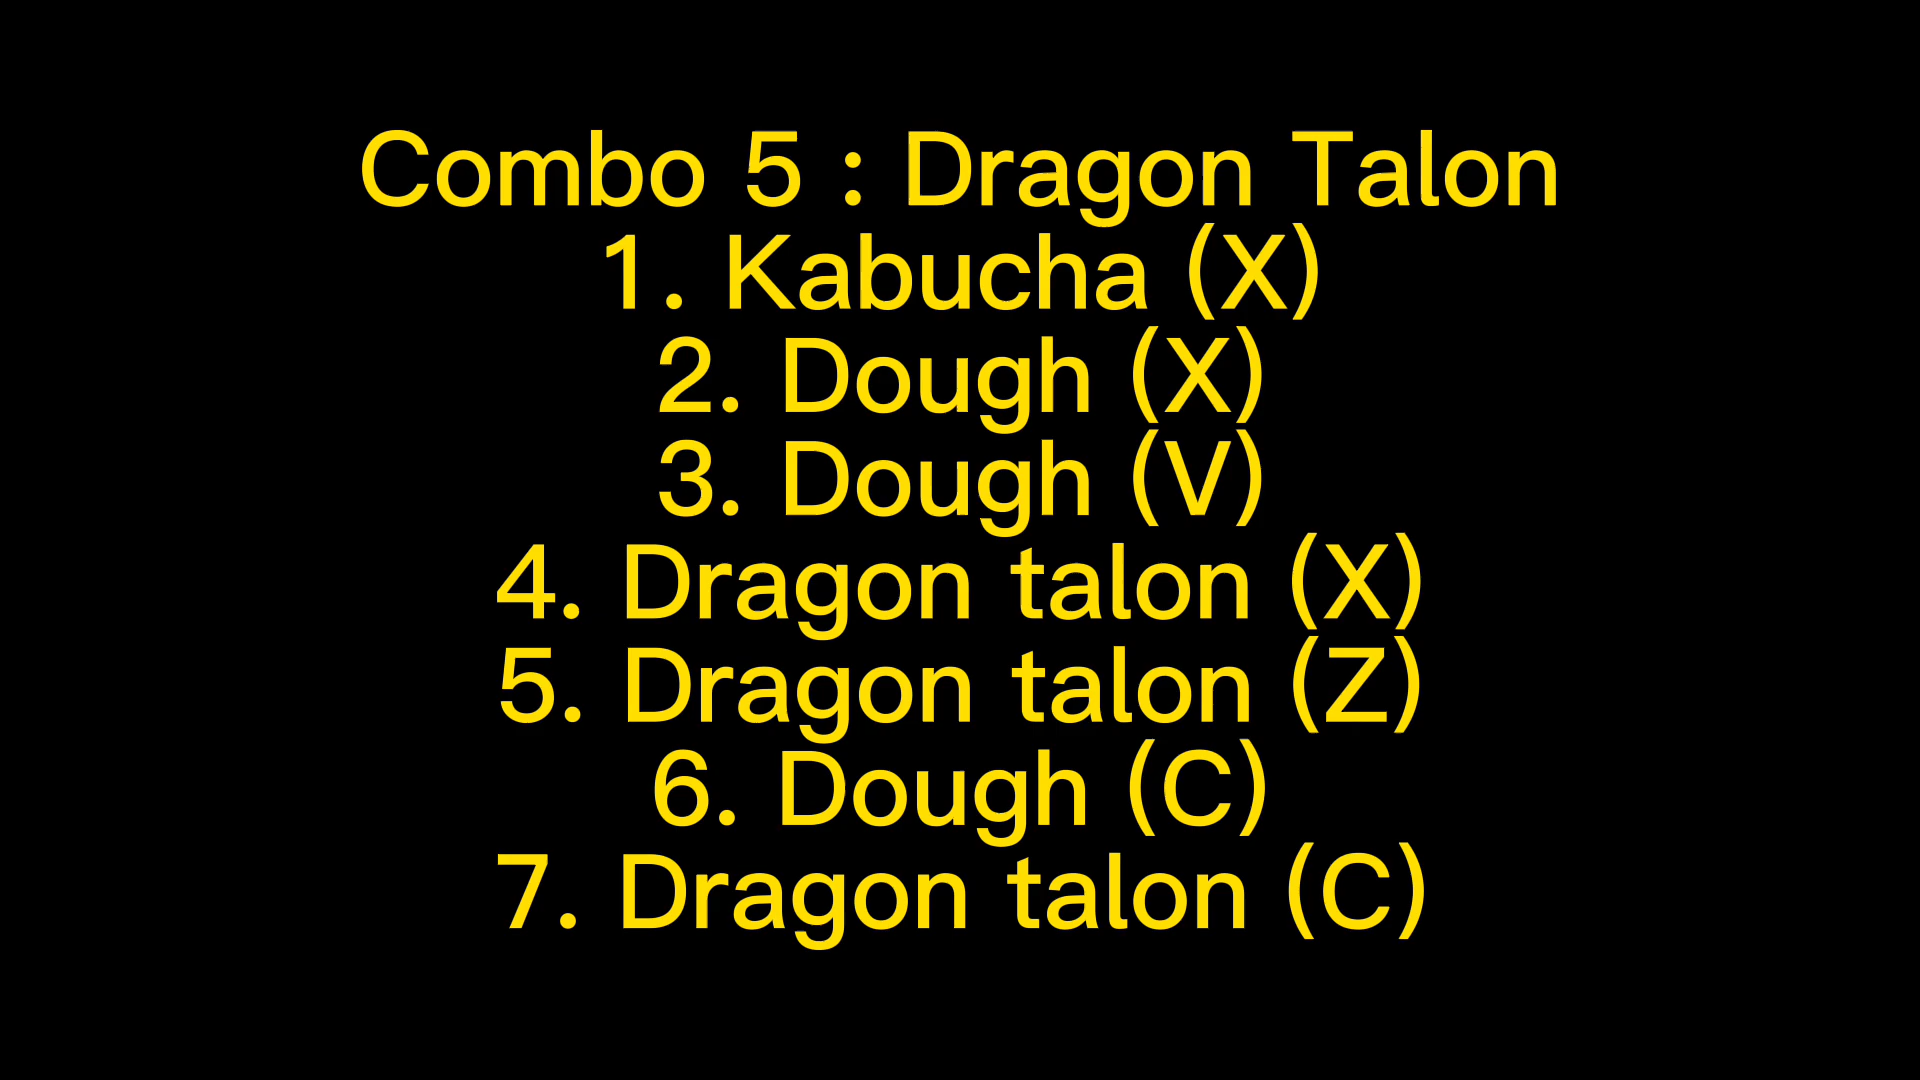 Combo 5 : Dragon Talon
1. Kabucha (X)
2. Dough (X)
3. Dough (V)
4. Dragon talon (X)
5. Dragon talon (Z)
6. Dough (C)
7. Dragon talon (C)